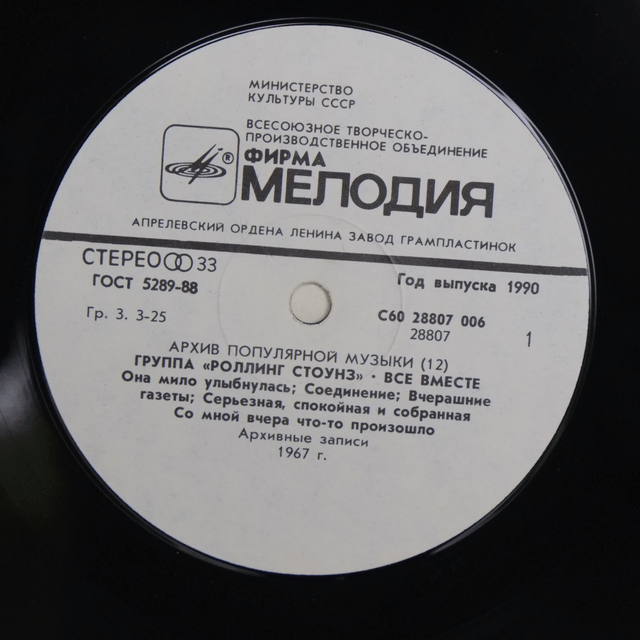 МИНИСТЕРСТВО
КУЛЬТУРЫ СССР
ВСЕСОЮЗНОЕ ТВОРЧЕСКО-
ПРОИЗВОДСТВЕННОЕ ОБЪЕДИНЕНИЕ
®
ФИРМА
МЕЛОДИЯ
АПРЕЛЕВСКИЙ ОРДЕНА ЛЕНИНА ЗАВОД ГРАМПЛАСТИНОК
СТЕРЕО 33
ГОСТ 5289-88
Год выпуска 1990
Гр. 3. 3-25
С60 28807 006
28807
1
АРХИВ ПОПУЛЯРНОЙ МУЗЫКИ (12)
ГРУППА «РОЛЛИНГ СТОУНЗ» · ВСЕ ВМЕСТЕ
Она мило улыбнулась; Соединение; Вчерашние
газеты; Серьезная, спокойная и собранная
Со мной вчера что-то произошло
Архивные записи
1967 г.